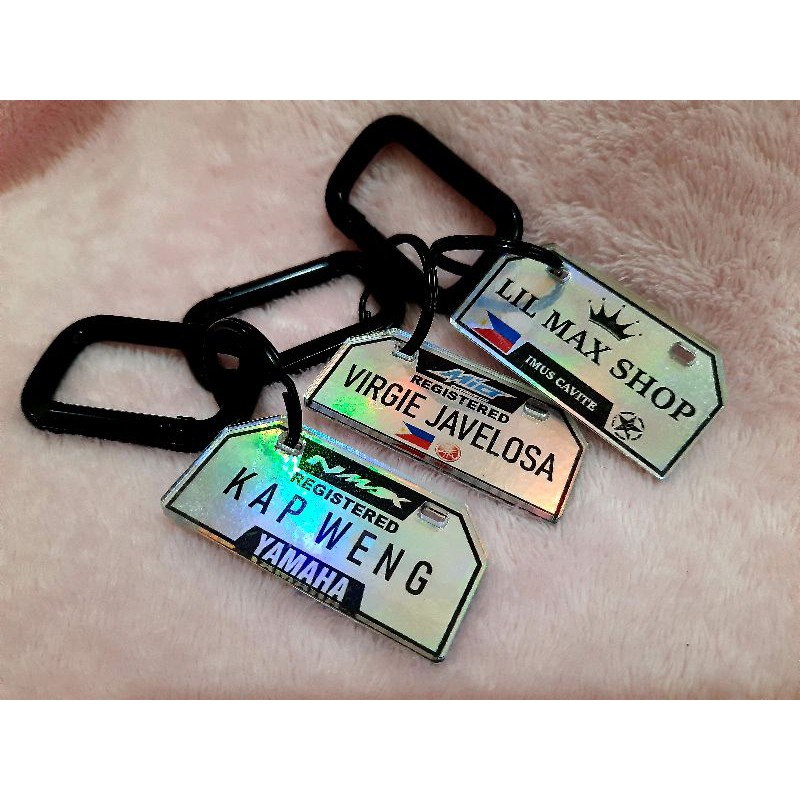 LIL MAX SHOP
IMUS CAVITE
Mio
REGISTERED
VIRGIE JAVELOSA
NMAX
REGISTERED
KAP WENG
YAMAHA